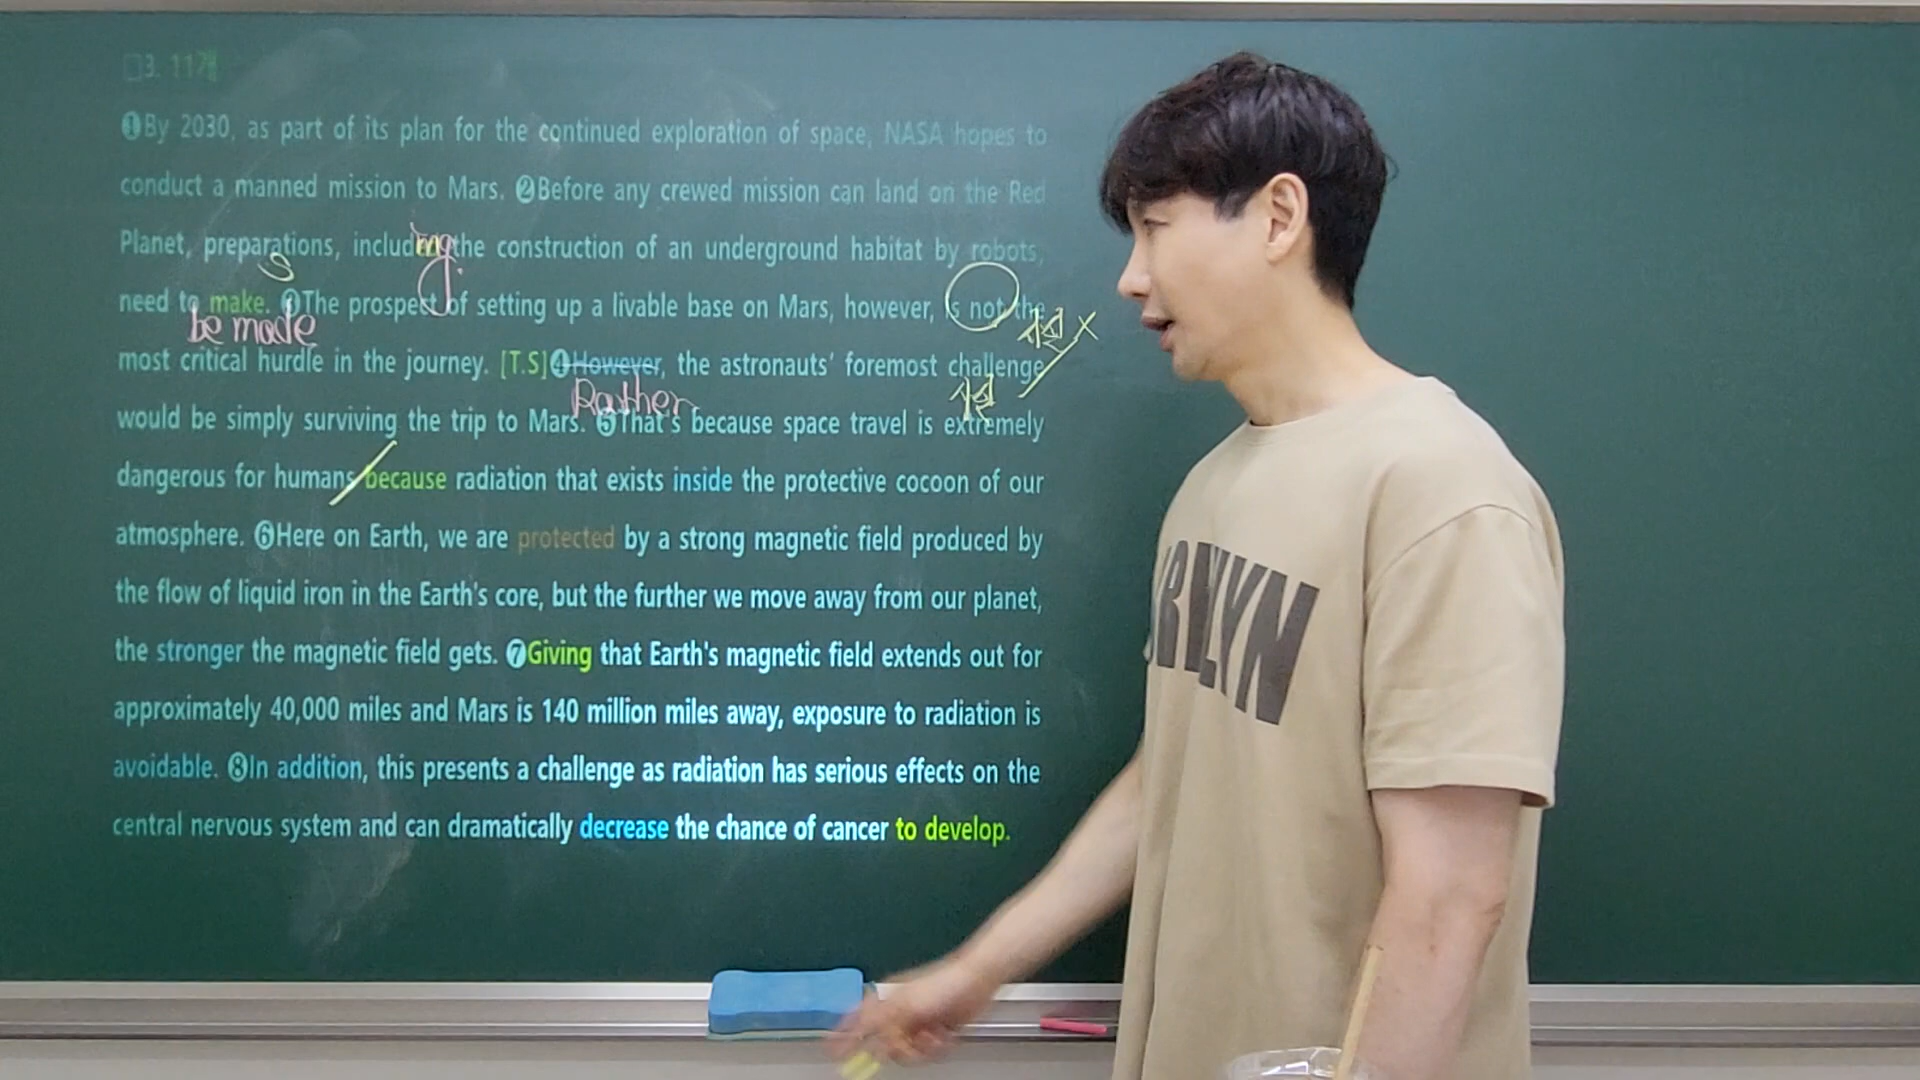 □3. 11개
❶By 2030, as part of its plan for the continued exploration of space, NASA hopes to
conduct a manned mission to Mars. ❷Before any crewed mission can land on the Red
Planet, preparations, including the construction of an underground habitat by robots,
s
need to make. ❸The prospect of setting up a livable base on Mars, however, is not the
be made
most critical hurdle in the journey. [T.S]❹However, the astronauts' foremost challenge
Rather
would be simply surviving the trip to Mars. ❺That's because space travel is extremely
dangerous for humans because radiation that exists inside the protective cocoon of our
atmosphere. ❻Here on Earth, we are protected by a strong magnetic field produced by
the flow of liquid iron in the Earth's core, but the further we move away from our planet,
the stronger the magnetic field gets. ❼Giving that Earth's magnetic field extends out for
approximately 40,000 miles and Mars is 140 million miles away, exposure to radiation is
avoidable. ❽In addition, this presents a challenge as radiation has serious effects on the
central nervous system and can dramatically decrease the chance of cancer to develop.